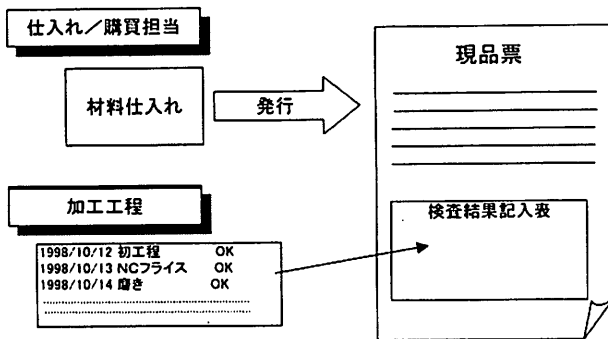 仕入れ／購買担当
材料仕入れ
発行
現品票
加工工程
1998/10/12 初工程 OK
1998/10/13 NCフライス OK
1998/10/14 磨き OK
検査結果記入表